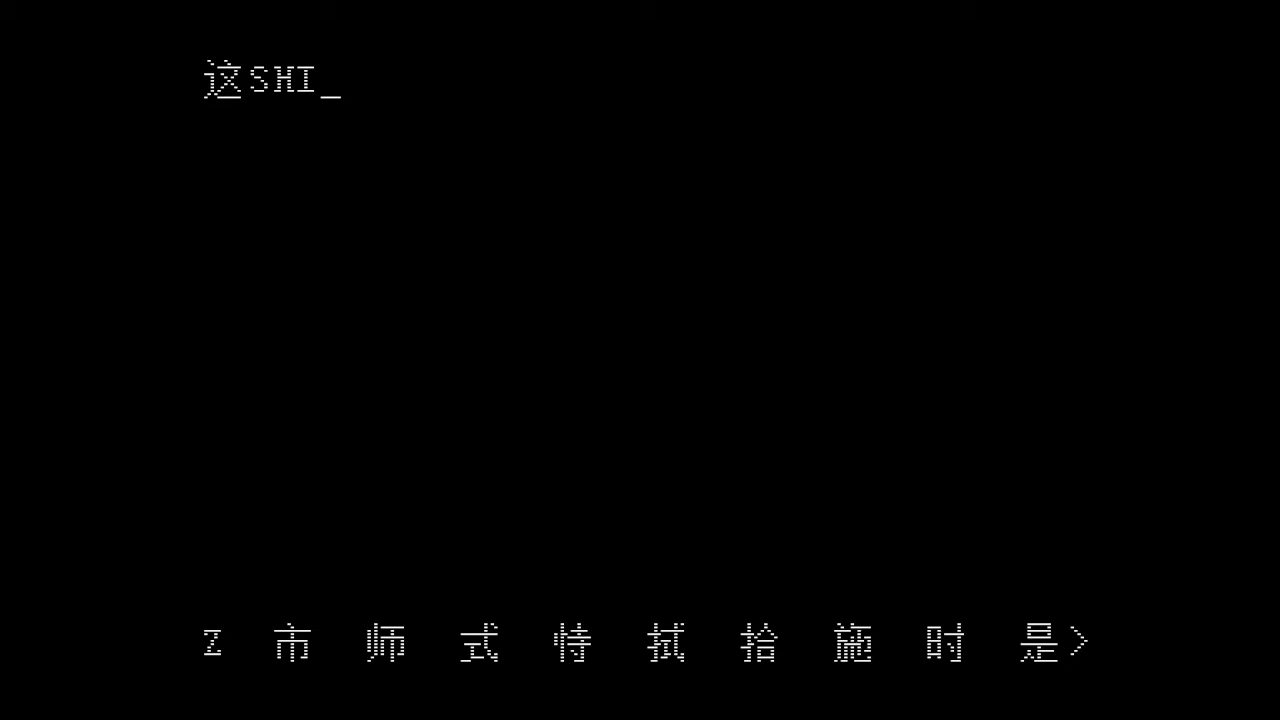 这SHI_
Z 市 师 式 恃 拭 拾 施 时 是>